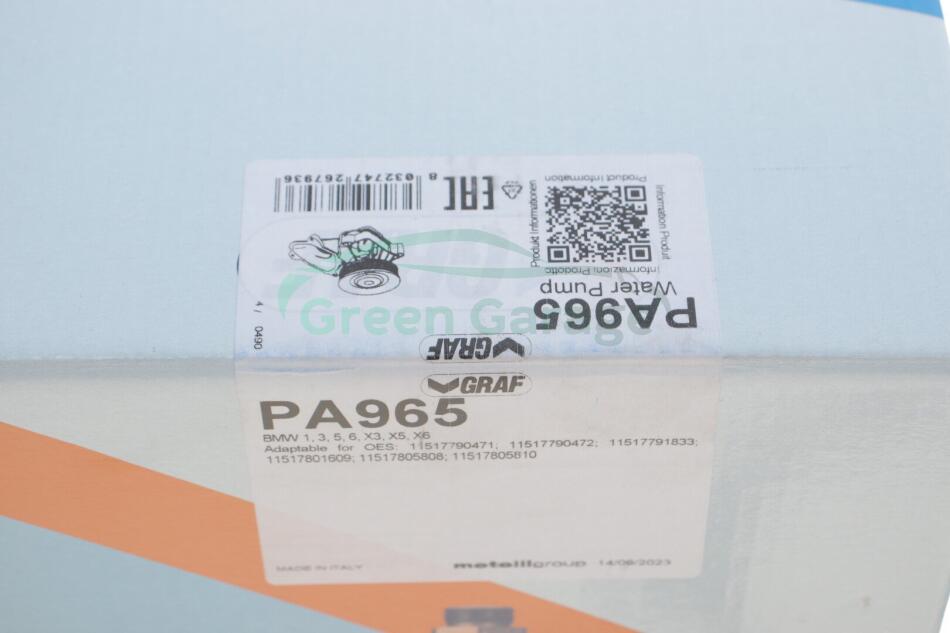 8 032747 267936
EAC
Product Information
Information Produit
Produkt Informationen
Informazioni Prodotto
Water Pump
PA965
4 / 0490
Green Garage
GRAF
GRAF
PA965
BMW 1, 3, 5, 6, X3, X5, X6
Adaptable for OES: 11517790471; 11517790472; 11517791833;
11517801609; 11517805808; 11517805810
MADE IN ITALY metelligroup 14/09/2023